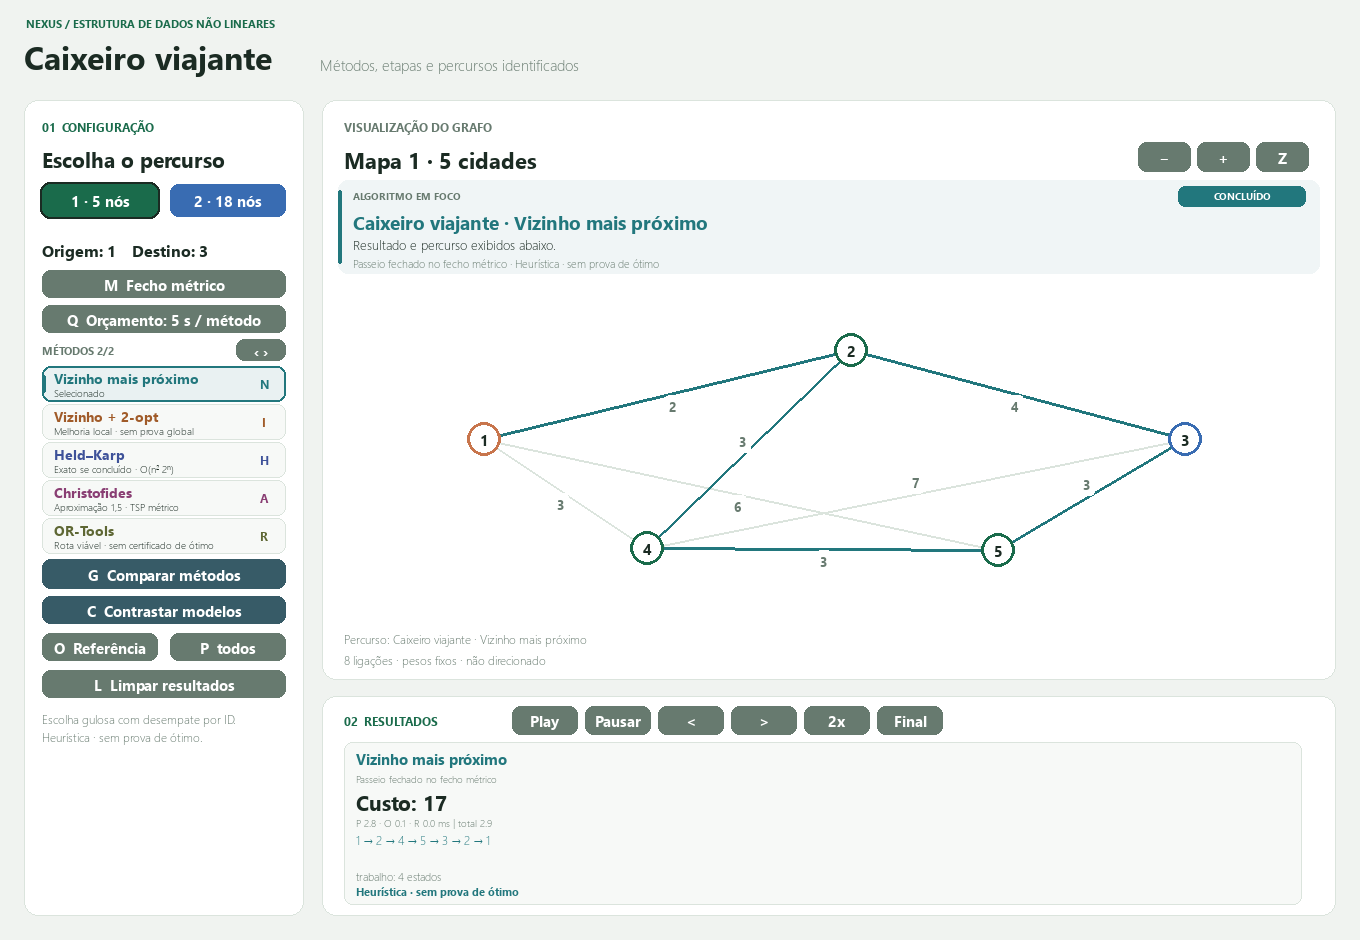 NEXUS / ESTRUTURA DE DADOS NÃO LINEARES
Caixeiro viajante
Métodos, etapas e percursos identificados
01 CONFIGURAÇÃO
Escolha o percurso
1 · 5 nós
2 · 18 nós
Origem: 1 Destino: 3
M Fecho métrico
Q Orçamento: 5 s / método
MÉTODOS 2/2
‹ ›
Vizinho mais próximo
N
Selecionado
Vizinho + 2-opt
I
Melhoria local · sem prova global
Held–Karp
H
Exato se concluído · O(n² 2ⁿ)
Christofides
A
Aproximação 1,5 · TSP métrico
OR-Tools
R
Rota viável · sem certificado de ótimo
G Comparar métodos
C Contrastar modelos
O Referência
P todos
L Limpar resultados
Escolha gulosa com desempate por ID.
Heurística · sem prova de ótimo.
VISUALIZAÇÃO DO GRAFO
Mapa 1 · 5 cidades
–
+
Z
ALGORITMO EM FOCO
CONCLUÍDO
Caixeiro viajante · Vizinho mais próximo
Resultado e percurso exibidos abaixo.
Passeio fechado no fecho métrico · Heurística · sem prova de ótimo
2
2
4
1
3
3
7
3
3
6
4
5
3
Percurso: Caixeiro viajante · Vizinho mais próximo
8 ligações · pesos fixos · não direcionado
02 RESULTADOS
Play
Pausar
<
>
2x
Final
Vizinho mais próximo
Passeio fechado no fecho métrico
Custo: 17
P 2.8 · O 0.1 · R 0.0 ms | total 2.9
1 → 2 → 4 → 5 → 3 → 2 → 1
trabalho: 4 estados
Heurística · sem prova de ótimo